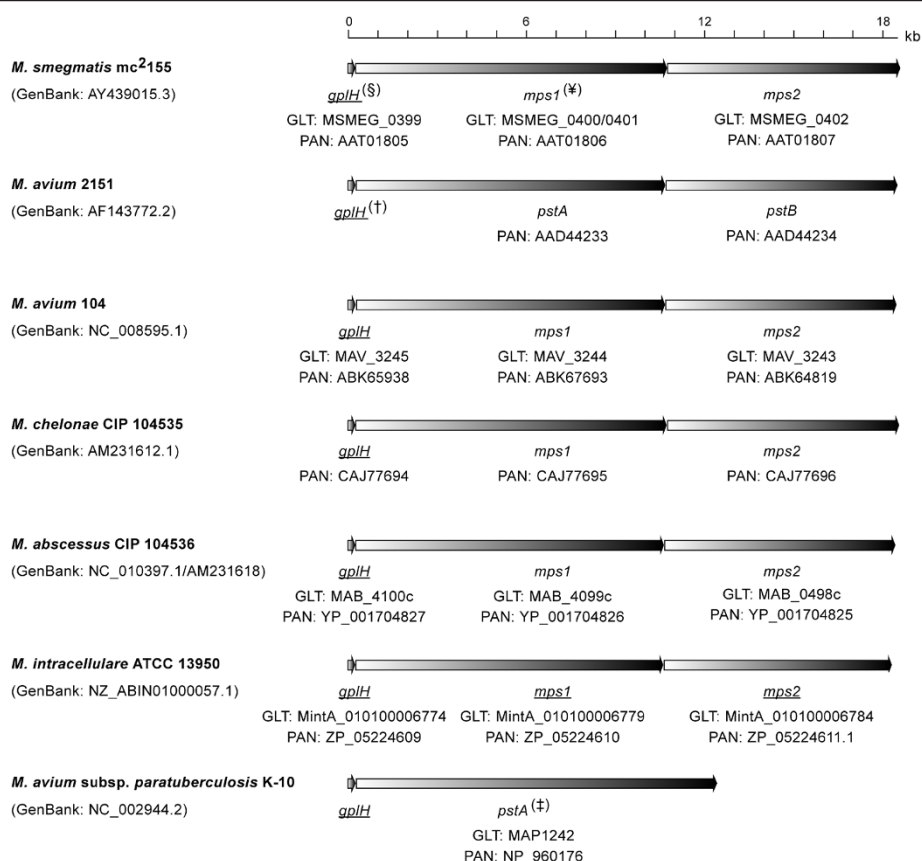 0 6 12 18
kb
M. smegmatis mc2155
(GenBank: AY439015.3)
gplH(§) mps1(¥) mps2
GLT: MSMEG_0399 GLT: MSMEG_0400/0401 GLT: MSMEG_0402
PAN: AAT01805 PAN: AAT01806 PAN: AAT01807
M. avium 2151
(GenBank: AF143772.2)
gplH(†) pstA pstB
PAN: AAD44233 PAN: AAD44234
M. avium 104
(GenBank: NC_008595.1)
gplH mps1 mps2
GLT: MAV_3245 GLT: MAV_3244 GLT: MAV_3243
PAN: ABK65938 PAN: ABK67693 PAN: ABK64819
M. chelonae CIP 104535
(GenBank: AM231612.1)
gplH mps1 mps2
PAN: CAJ77694 PAN: CAJ77695 PAN: CAJ77696
M. abscessus CIP 104536
(GenBank: NC_010397.1/AM231618)
gplH mps1 mps2
GLT: MAB_4100c GLT: MAB_4099c GLT: MAB_0498c
PAN: YP_001704827 PAN: YP_001704826 PAN: YP_001704825
M. intracellulare ATCC 13950
(GenBank: NZ_ABIN01000057.1)
gplH mps1 mps2
GLT: MintA_010100006774 GLT: MintA_010100006779 GLT: MintA_010100006784
PAN: ZP_05224609 PAN: ZP_05224610 PAN: ZP_05224611.1
M. avium subsp. paratuberculosis K-10
(GenBank: NC_002944.2)
gplH pstA(‡)
GLT: MAP1242
PAN: NP_960176